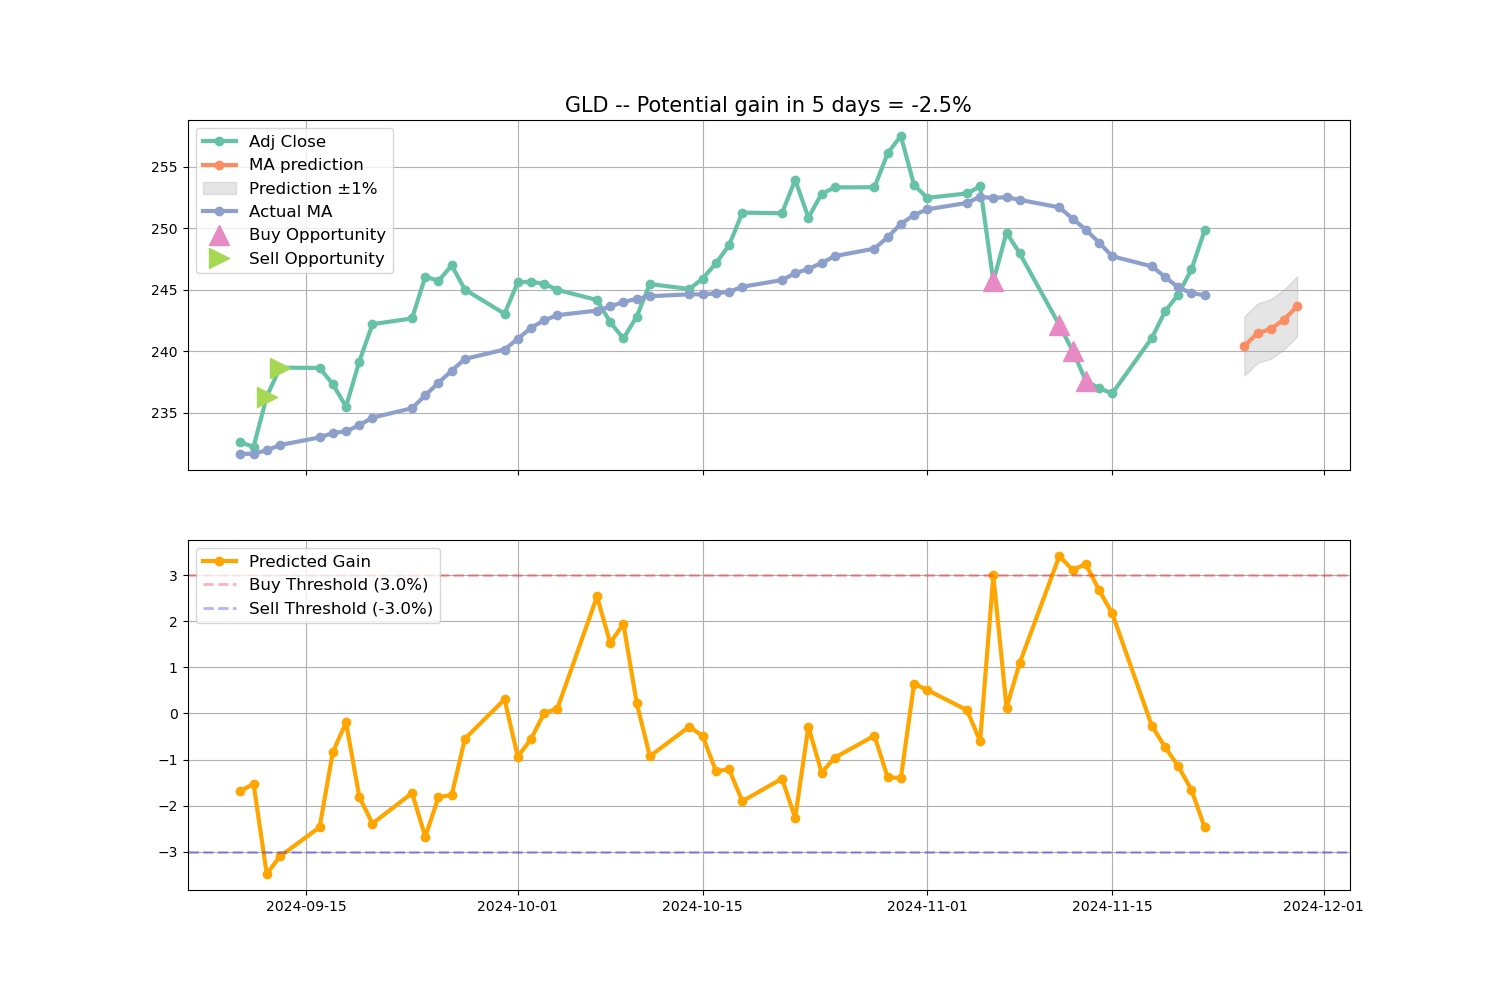 GLD -- Potential gain in 5 days = -2.5%
Adj Close
MA prediction
Prediction ±1%
Actual MA
Buy Opportunity
Sell Opportunity
255
250
245
240
235
Predicted Gain
Buy Threshold (3.0%)
Sell Threshold (-3.0%)
3
2
1
0
−1
−2
−3
2024-09-15
2024-10-01
2024-10-15
2024-11-01
2024-11-15
2024-12-01